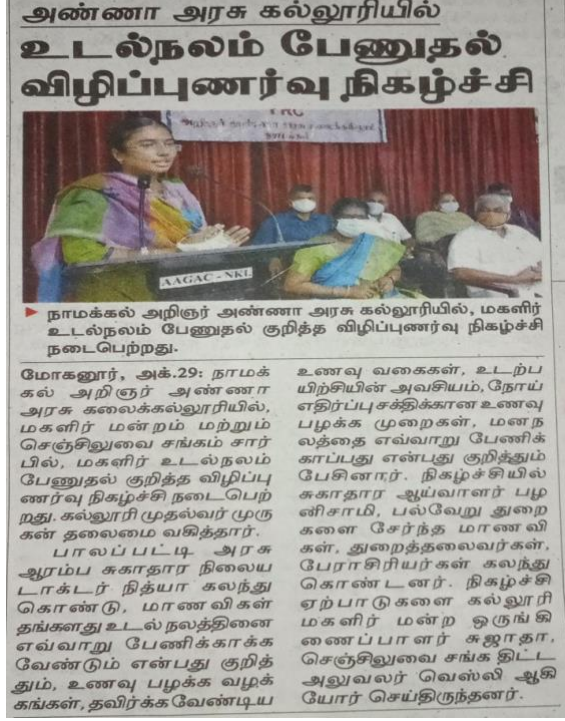 அண்ணா அரசு கல்லூரியில்
உடல்நலம் பேணுதல்
விழிப்புணர்வு நிகழ்ச்சி
AAGAC - NKL
நாமக்கல் அறிஞர் அண்ணா அரசு கல்லூரியில், மகளிர்
உடல்நலம் பேணுதல் குறித்த விழிப்புணர்வு நிகழ்ச்சி
நடைபெற்றது.
மோகனூர், அக்.29: நாமக்
கல் அறிஞர் அண்ணா
அரசு கலைக்கல்லூரியில்,
மகளிர் மன்றம் மற்றும்
செஞ்சிலுவை சங்கம் சார்
பில், மகளிர் உடல்நலம்
பேணுதல் குறித்த விழிப்பு
ணர்வு நிகழ்ச்சி நடைபெற்
றது. கல்லூரி முதல்வர் முரு
கன் தலைமை வகித்தார்.
பாலப்பட்டி அரசு
ஆரம்ப சுகாதார நிலைய
டாக்டர் நித்யா கலந்து
கொண்டு, மாணவிகள்
தங்களது உடல் நலத்தினை
எவ்வாறு பேணிக்காக்க
வேண்டும் என்பது குறித்
தும், உணவு பழக்க வழக்
கங்கள், தவிர்க்க வேண்டிய
உணவு வகைகள், உடற்ப
யிற்சியின் அவசியம், நோய்
எதிர்ப்பு சக்திக்கான உணவு
பழக்க முறைகள், மனந
லத்தை எவ்வாறு பேணிக்
காப்பது என்பது குறித்தும்
பேசினார். நிகழ்ச்சியில்
சுகாதார ஆய்வாளர் பழ
னிசாமி, பல்வேறு துறை
களை சேர்ந்த மாணவி
கள், துறைத்தலைவர்கள்,
பேராசிரியர்கள் கலந்து
கொண்டனர். நிகழ்ச்சி
ஏற்பாடுகளை கல்லூரி
மகளிர் மன்ற ஒருங்கி
ணைப்பாளர் சுஜாதா,
செஞ்சிலுவை சங்க திட்ட
அலுவலர் வெஸ்லி ஆகி
யோர் செய்திருந்தனர்.